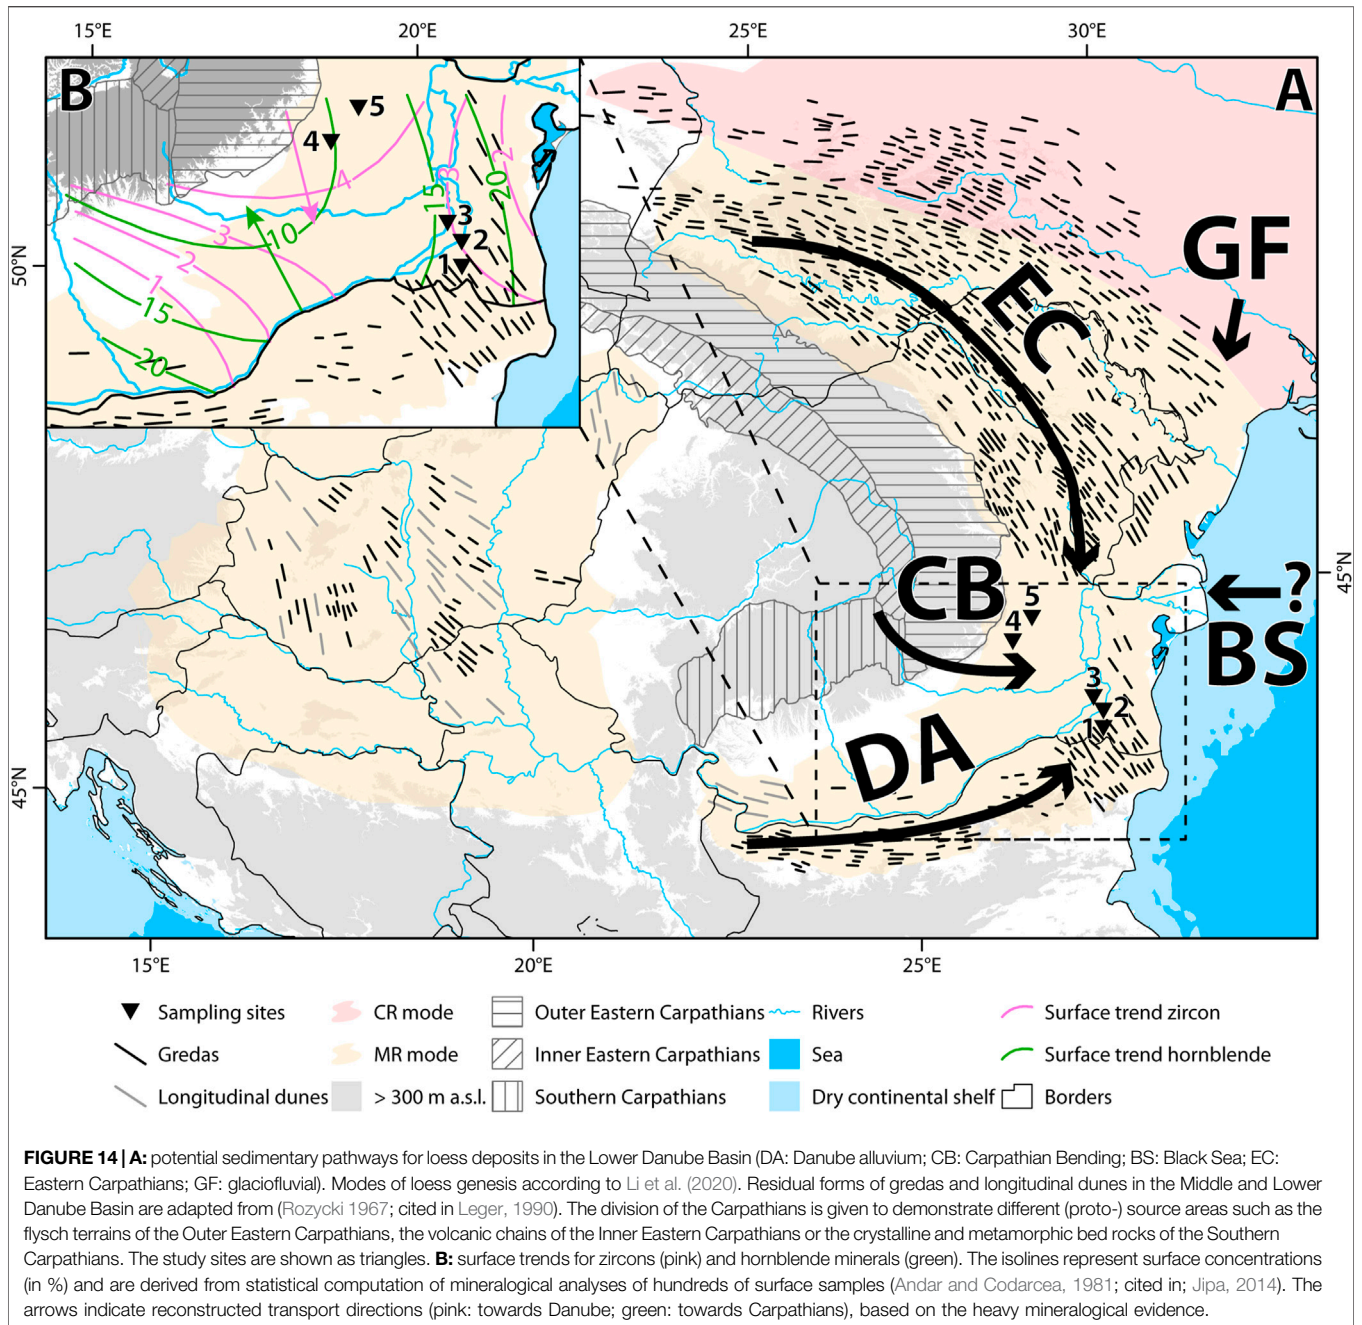 15°E 20°E 25°E 30°E
B
A
5
4
4
3
2
20
15
3
3
2
1
10
2
1
15
20
50°N
GF
EC
CB
5
4
?
BS
3
2
1
DA
45°N
45°N
15°E 20°E 25°E
Sampling sites CR mode Outer Eastern Carpathians Rivers Surface trend zircon
Gredas MR mode Inner Eastern Carpathians Sea Surface trend hornblende
Longitudinal dunes > 300 m a.s.l. Southern Carpathians Dry continental shelf Borders
FIGURE 14 | A: potential sedimentary pathways for loess deposits in the Lower Danube Basin (DA: Danube alluvium; CB: Carpathian Bending; BS: Black Sea; EC:
Eastern Carpathians; GF: glaciofluvial). Modes of loess genesis according to Li et al. (2020). Residual forms of gredas and longitudinal dunes in the Middle and Lower
Danube Basin are adapted from (Rozycki 1967; cited in Leger, 1990). The division of the Carpathians is given to demonstrate different (proto-) source areas such as the
flysch terrains of the Outer Eastern Carpathians, the volcanic chains of the Inner Eastern Carpathians or the crystalline and metamorphic bed rocks of the Southern
Carpathians. The study sites are shown as triangles. B: surface trends for zircons (pink) and hornblende minerals (green). The isolines represent surface concentrations
(in %) and are derived from statistical computation of mineralogical analyses of hundreds of surface samples (Andar and Codarcea, 1981; cited in; Jipa, 2014). The
arrows indicate reconstructed transport directions (pink: towards Danube; green: towards Carpathians), based on the heavy mineralogical evidence.